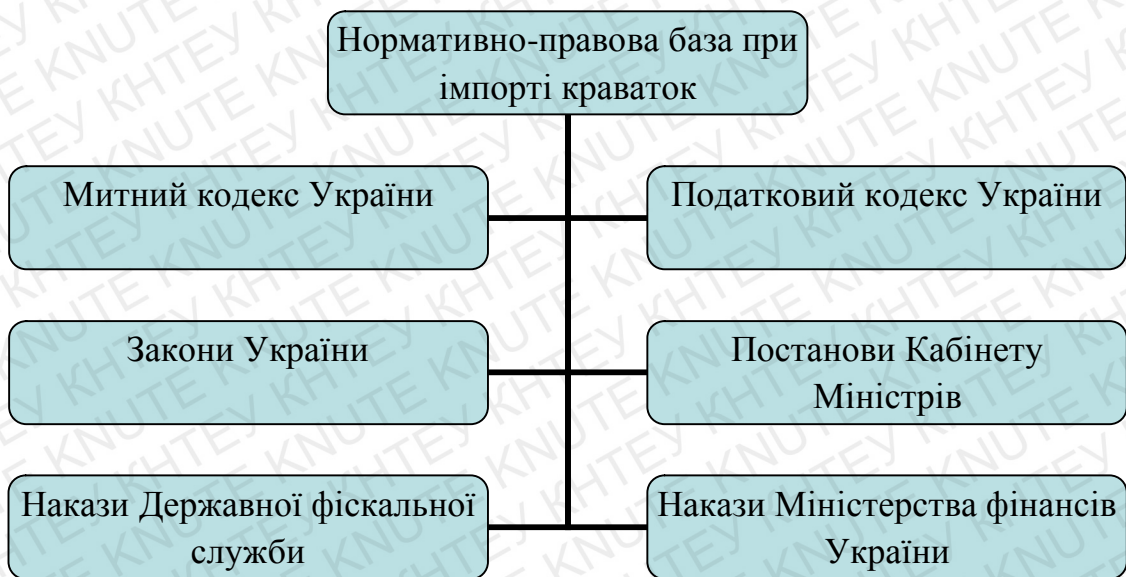 Нормативно-правова база при
імпорті краваток
Митний кодекс України
Податковий кодекс України
Закони України
Постанови Кабінету
Міністрів
Накази Державної фіскальної
служби
Накази Міністерства фінансів
України